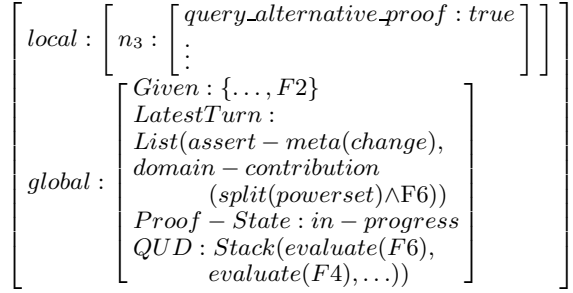 local : [ n₃ : [ query_alternative_proof : true
⋮ ] ]
global : [ Given : {. . . , F2}
LatestTurn :
List(assert − meta(change),
domain − contribution
(split(powerset)∧F6))
Proof − State : in − progress
QUD : Stack(evaluate(F6),
evaluate(F4), . . .)) ]